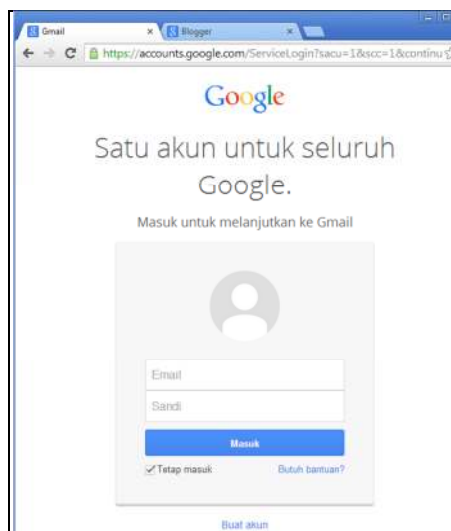 Gmail
Blogger
https://accounts.google.com/ServiceLogin?sacu=1&scc=1&continu
Google
Satu akun untuk seluruh
Google.
Masuk untuk melanjutkan ke Gmail
Email
Sandi
Masuk
Tetap masuk
Butuh bantuan?
Buat akun